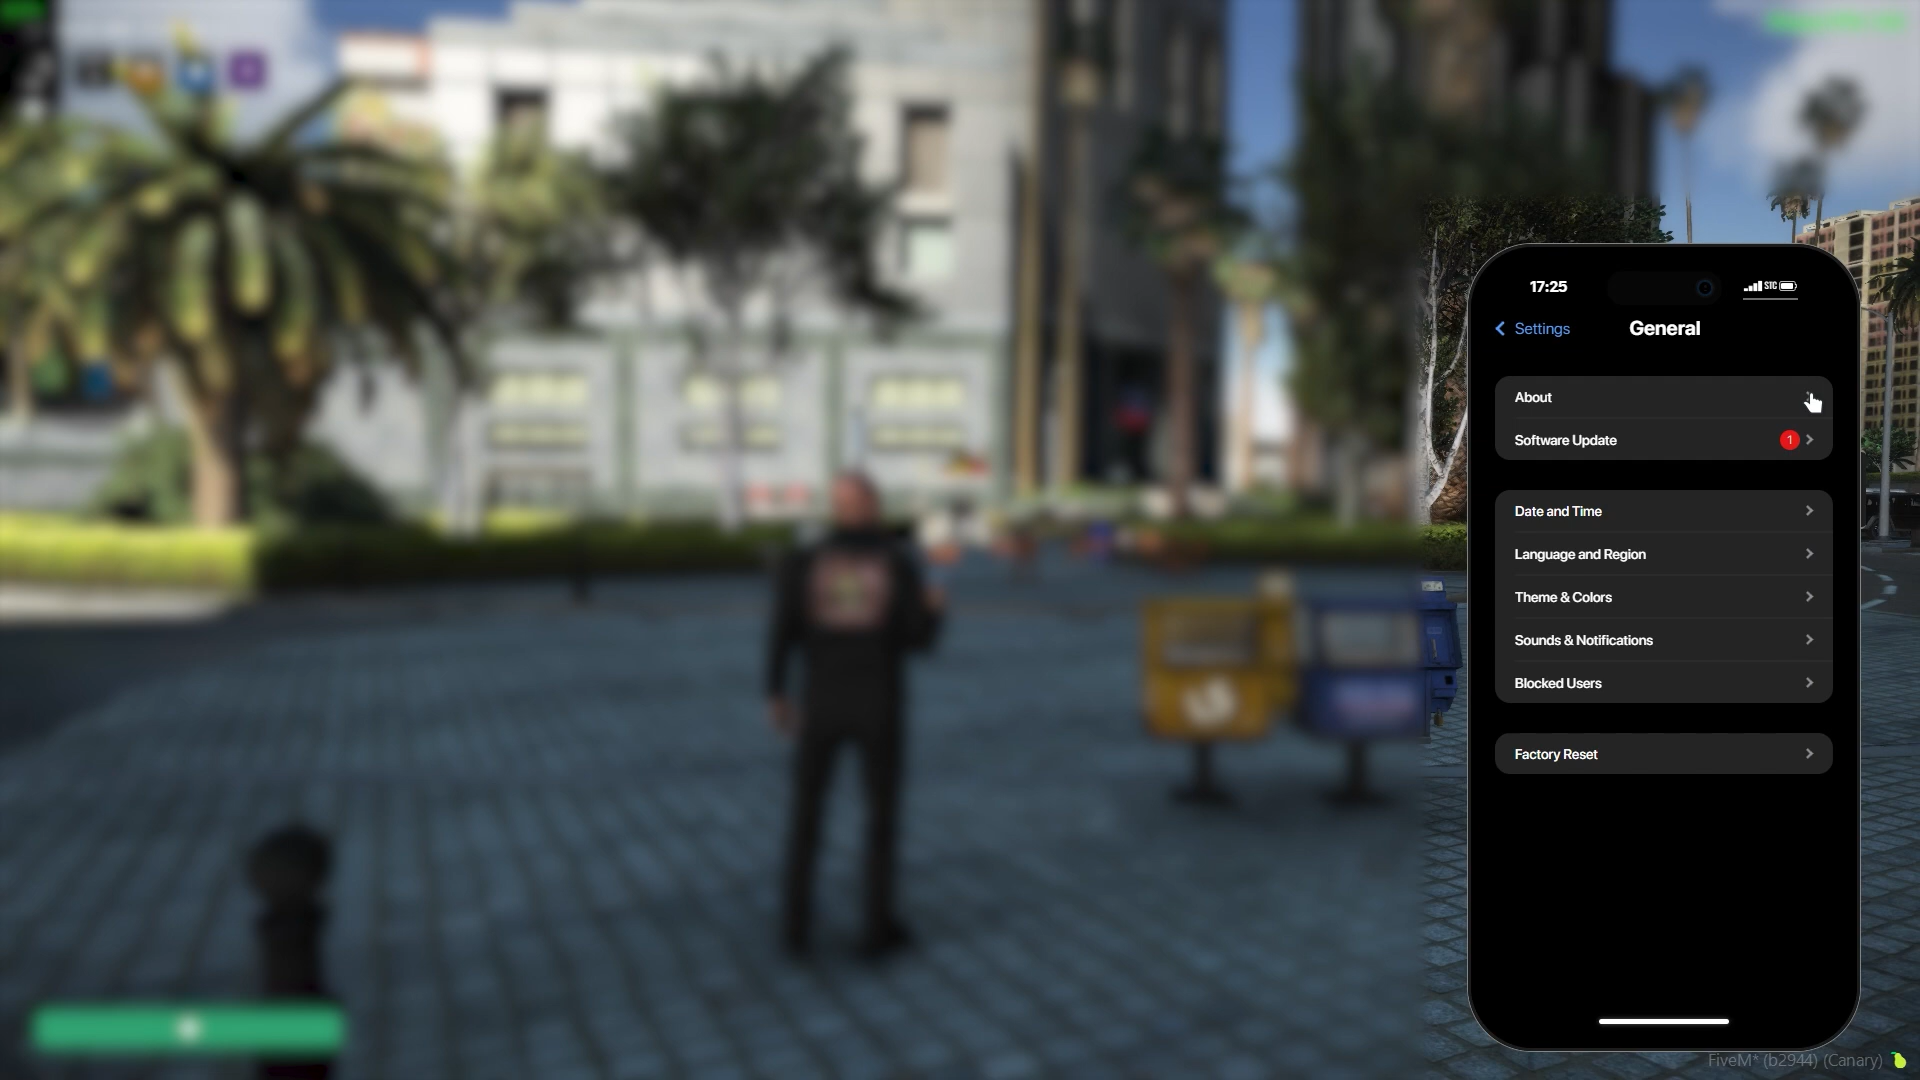 17:25
STC
Settings
General
About
Software Update
1
Date and Time
Language and Region
Theme & Colors
Sounds & Notifications
Blocked Users
Factory Reset
FiveM* (b2944) (Canary)